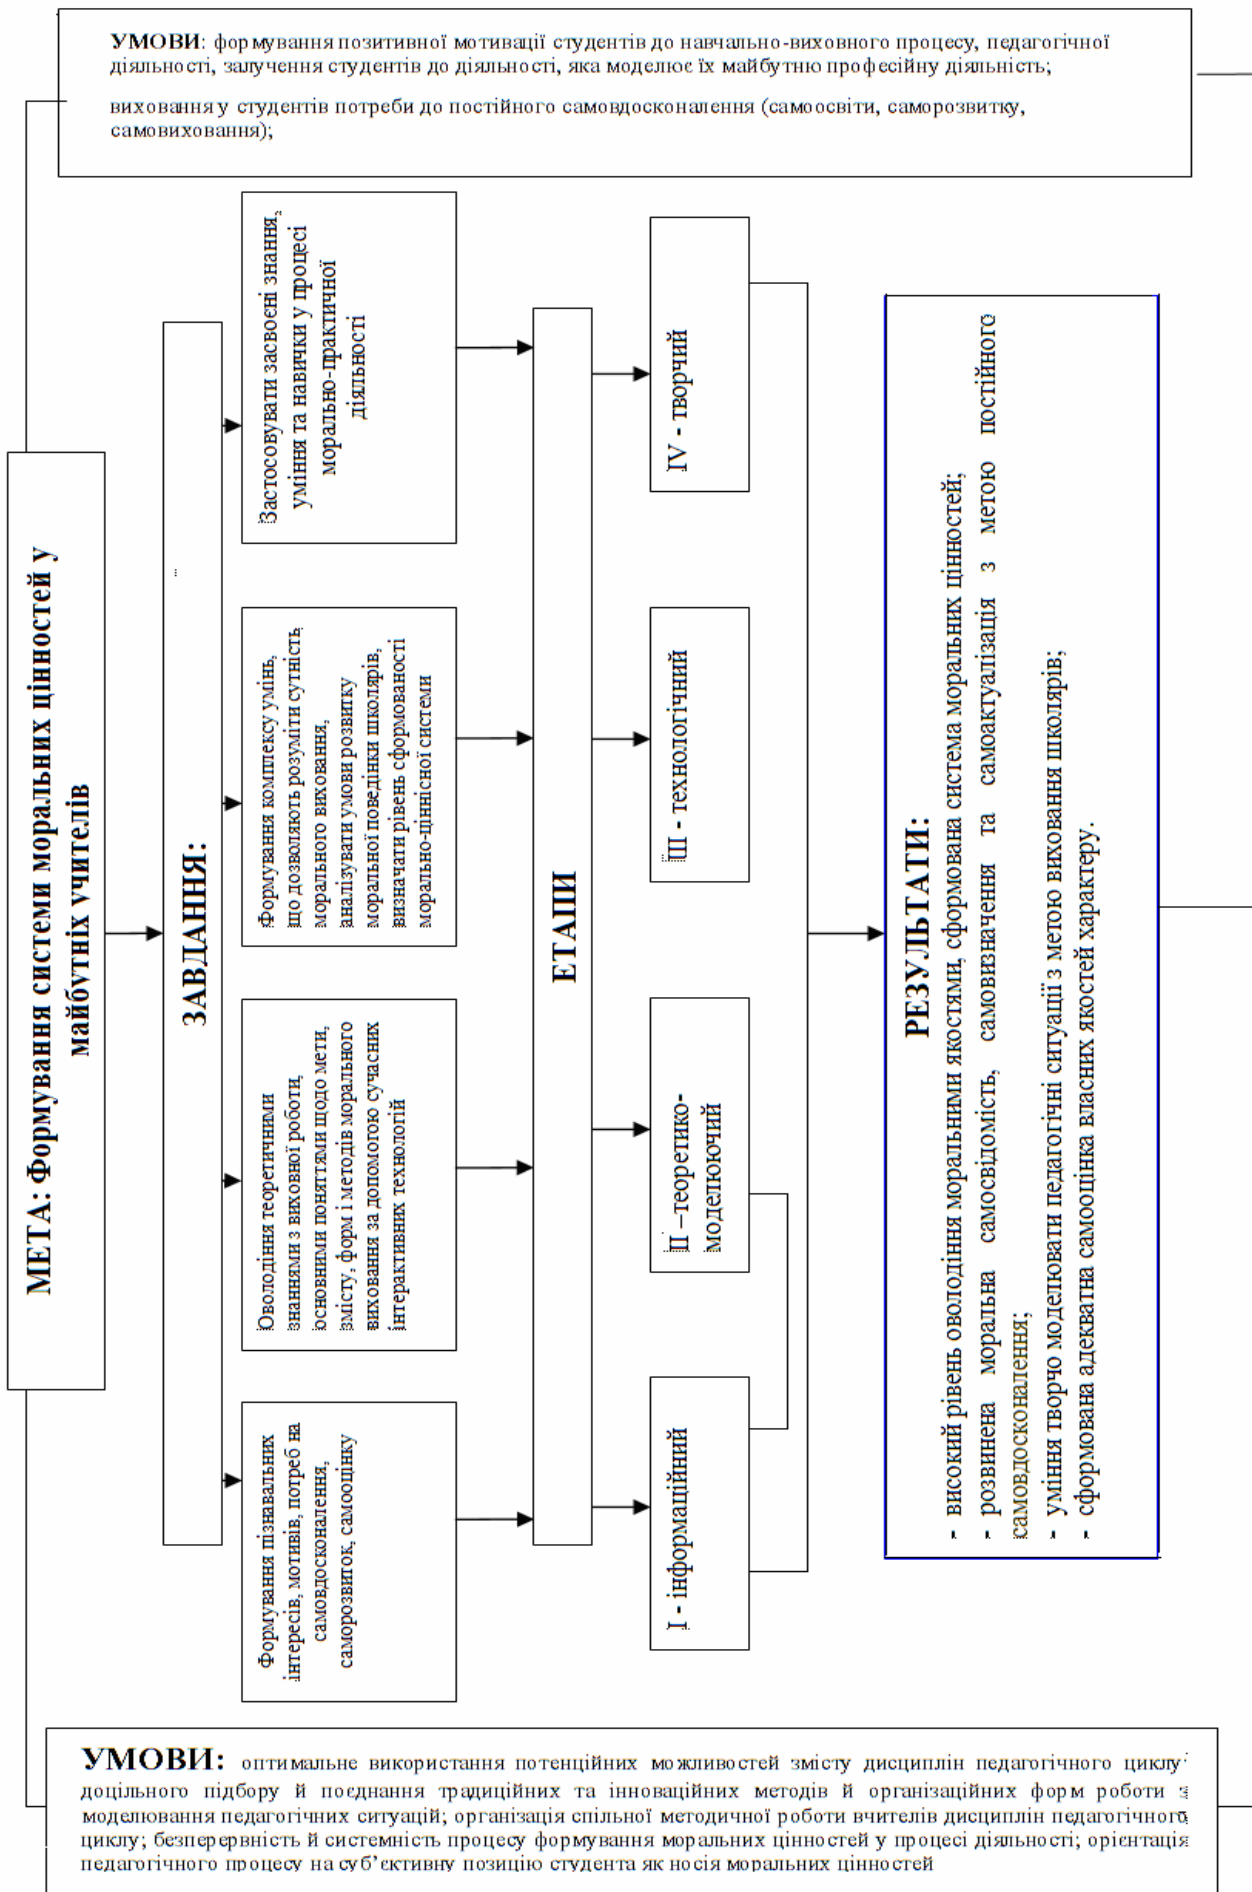 УМОВИ: формування позитивної мотивації студентів до навчально-виховного процесу, педагогічної
діяльності, залучення студентів до діяльності, яка моделює їх майбутню професійну діяльність;
виховання у студентів потреби до постійного самовдосконалення (самоосвіти, саморозвитку,
самовиховання);
МЕТА: Формування системи моральних цінностей у
майбутніх учителів
ЗАВДАННЯ:
Формування пізнавальних
інтересів, мотивів, потреб на
самовдосконалення,
саморозвиток, самооцінку
Оволодіння теоретичними
знаннями з виховної роботи,
основними поняттями щодо мети,
змісту, форм і методів морального
виховання за допомогою сучасних
інтерактивних технологій
Формування комплексу умінь,
що дозволяють розуміти сутність
морального виховання,
аналізувати умови розвитку
моральної поведінки школярів,
визначати рівень сформованості
морально-ціннісної системи
Застосовувати засвоєні знання,
уміння та навички у процесі
морально-практичної
діяльності
ЕТАПИ
I - інформаційний
II –теоретико-
моделюючий
III - технологічний
IV - творчий
РЕЗУЛЬТАТИ:
- високий рівень оволодіння моральними якостями, сформована система моральних цінностей;
- розвинена моральна самосвідомість, самовизначення та самоактуалізація з метою постійного
самовдосконалення;
- уміння творчо моделювати педагогічні ситуації з метою виховання школярів;
- сформована адекватна самооцінка власних якостей характеру.
УМОВИ: оптимальне використання потенційних можливостей змісту дисциплін педагогічного циклу
доцільного підбору й поєднання традиційних та інноваційних методів й організаційних форм роботи з
моделювання педагогічних ситуацій; організація спільної методичної роботи вчителів дисциплін педагогічного
циклу; безперервність й системність процесу формування моральних цінностей у процесі діяльності; орієнтація
педагогічного процесу на суб’єктивну позицію студента як носія моральних цінностей